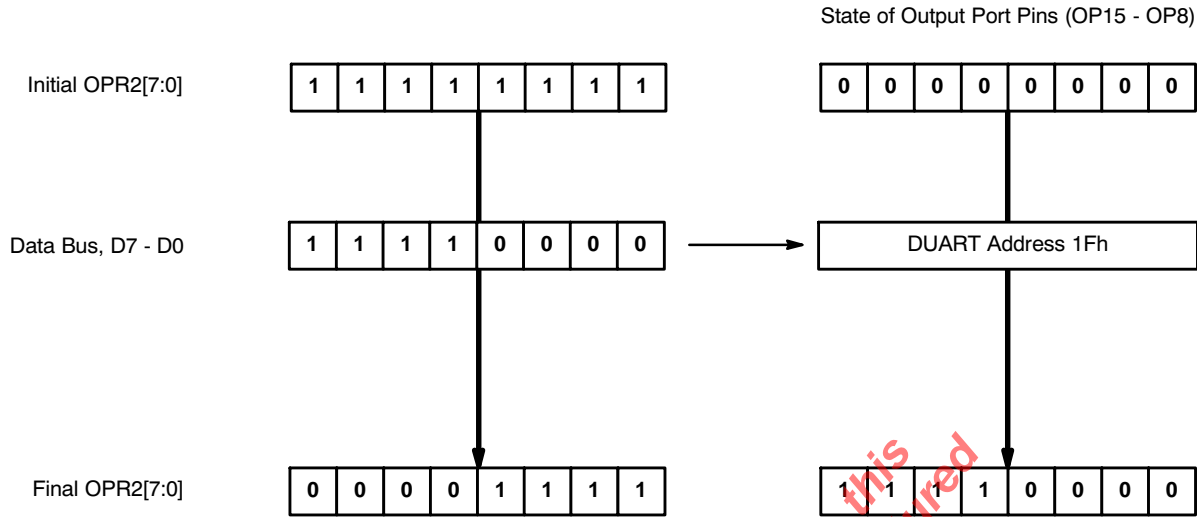 State of Output Port Pins (OP15 - OP8)
Initial OPR2[7:0] 1 1 1 1 1 1 1 1 0 0 0 0 0 0 0 0
Data Bus, D7 - D0 1 1 1 1 0 0 0 0 DUART Address 1Fh
this
Final OPR2[7:0] 0 0 0 0 1 1 1 1 1 1 1 1 0 0 0 0